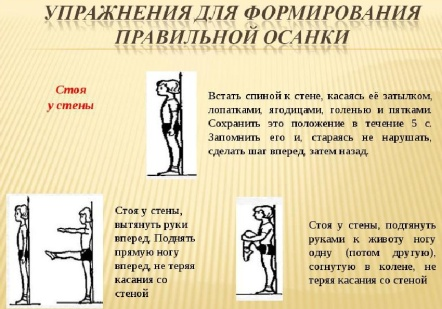 УПРАЖНЕНИЯ ДЛЯ ФОРМИРОВАНИЯ
ПРАВИЛЬНОЙ ОСАНКИ
Стоя
у стены
Встать спиной к стене, касаясь её затылком,
лопатками, ягодицами, голенью и пятками.
Сохранить это положение в течение 5 с.
Запомнить его и, стараясь не нарушать,
сделать шаг вперед, затем назад.
Стоя у стены,
вытянуть руки
вперед. Поднять
прямую ногу
вперед, не теряя
касания со
стеной
Стоя у стены, подтянуть
руками к животу ногу
одну (потом другую),
согнутую в колене, не
теряя касания со стеной